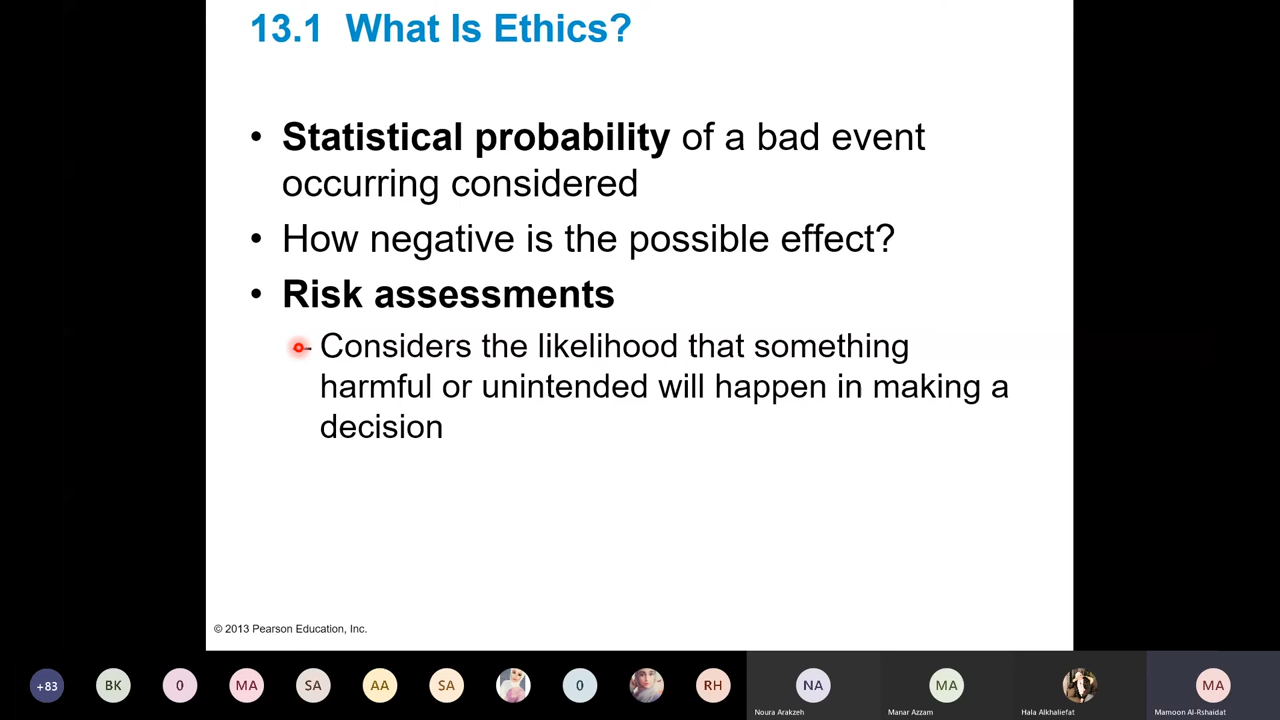 13.1 What Is Ethics?
• Statistical probability of a bad event
occurring considered
• How negative is the possible effect?
• Risk assessments
Considers the likelihood that something
harmful or unintended will happen in making a
decision
© 2013 Pearson Education, Inc.
+83 BK 0 MA SA AA SA 0 RH NA MA MA
Noura Arakzeh Manar Azzam Hala Alkhaliefat Mamoon Al-Rshaidat